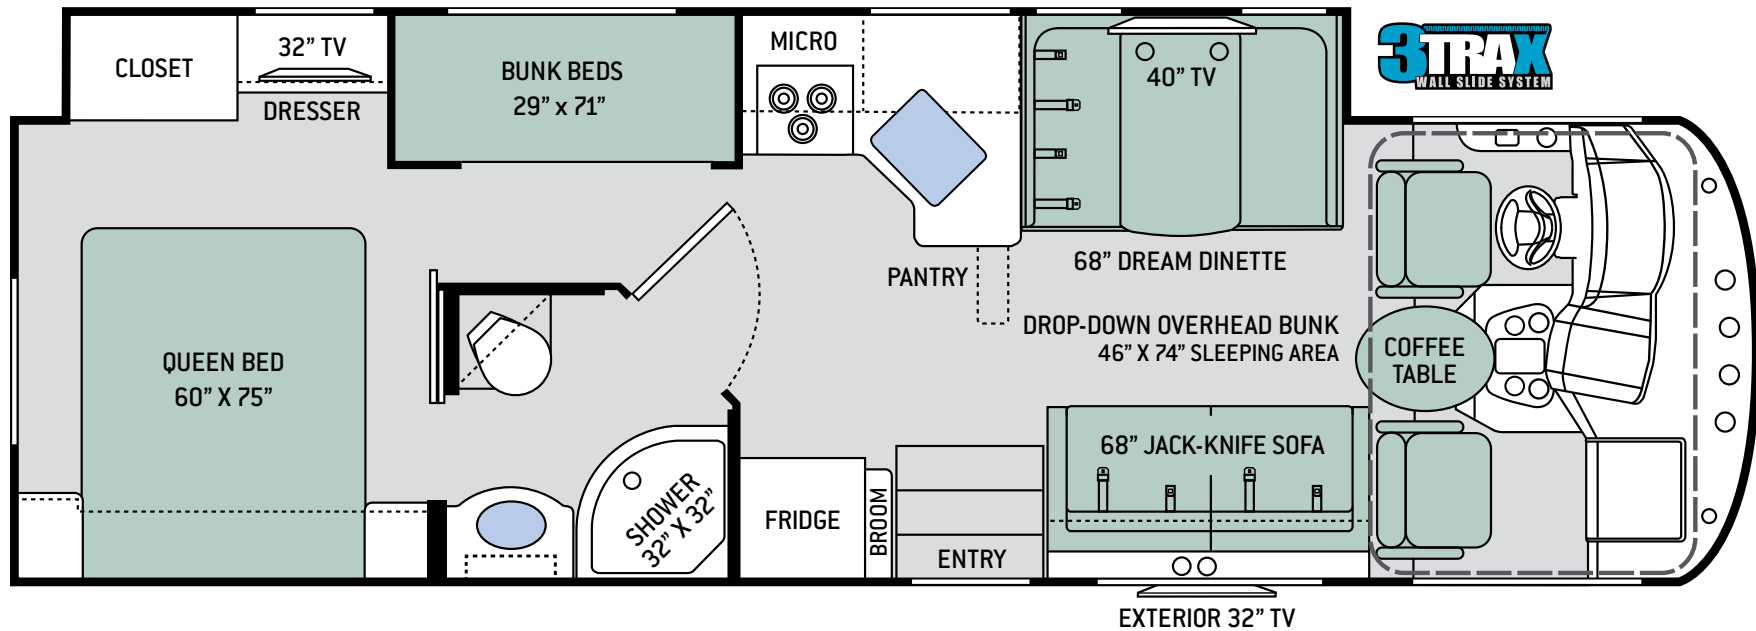 CLOSET
32” TV
DRESSER
BUNK BEDS
29” x 71”
MICRO
40” TV
3TRAX
WALL SLIDE SYSTEM
PANTRY
68” DREAM DINETTE
DROP-DOWN OVERHEAD BUNK
46” X 74” SLEEPING AREA
COFFEE
TABLE
QUEEN BED
60” X 75”
68” JACK-KNIFE SOFA
SHOWER
32” X 32”
FRIDGE
BROOM
ENTRY
EXTERIOR 32” TV